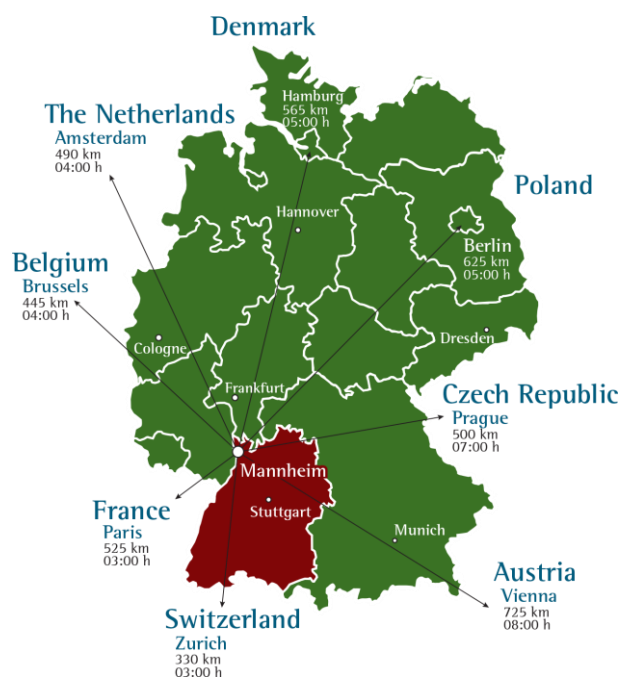 Denmark
Hamburg
565 km
05:00 h
The Netherlands
Amsterdam
490 km
04:00 h
Poland
Hannover
Berlin
625 km
05:00 h
Belgium
Brussels
445 km
04:00 h
Cologne
Dresden
Frankfurt
Czech Republic
Prague
500 km
07:00 h
Mannheim
Stuttgart
France
Paris
525 km
03:00 h
Munich
Austria
Vienna
725 km
08:00 h
Switzerland
Zurich
330 km
03:00 h